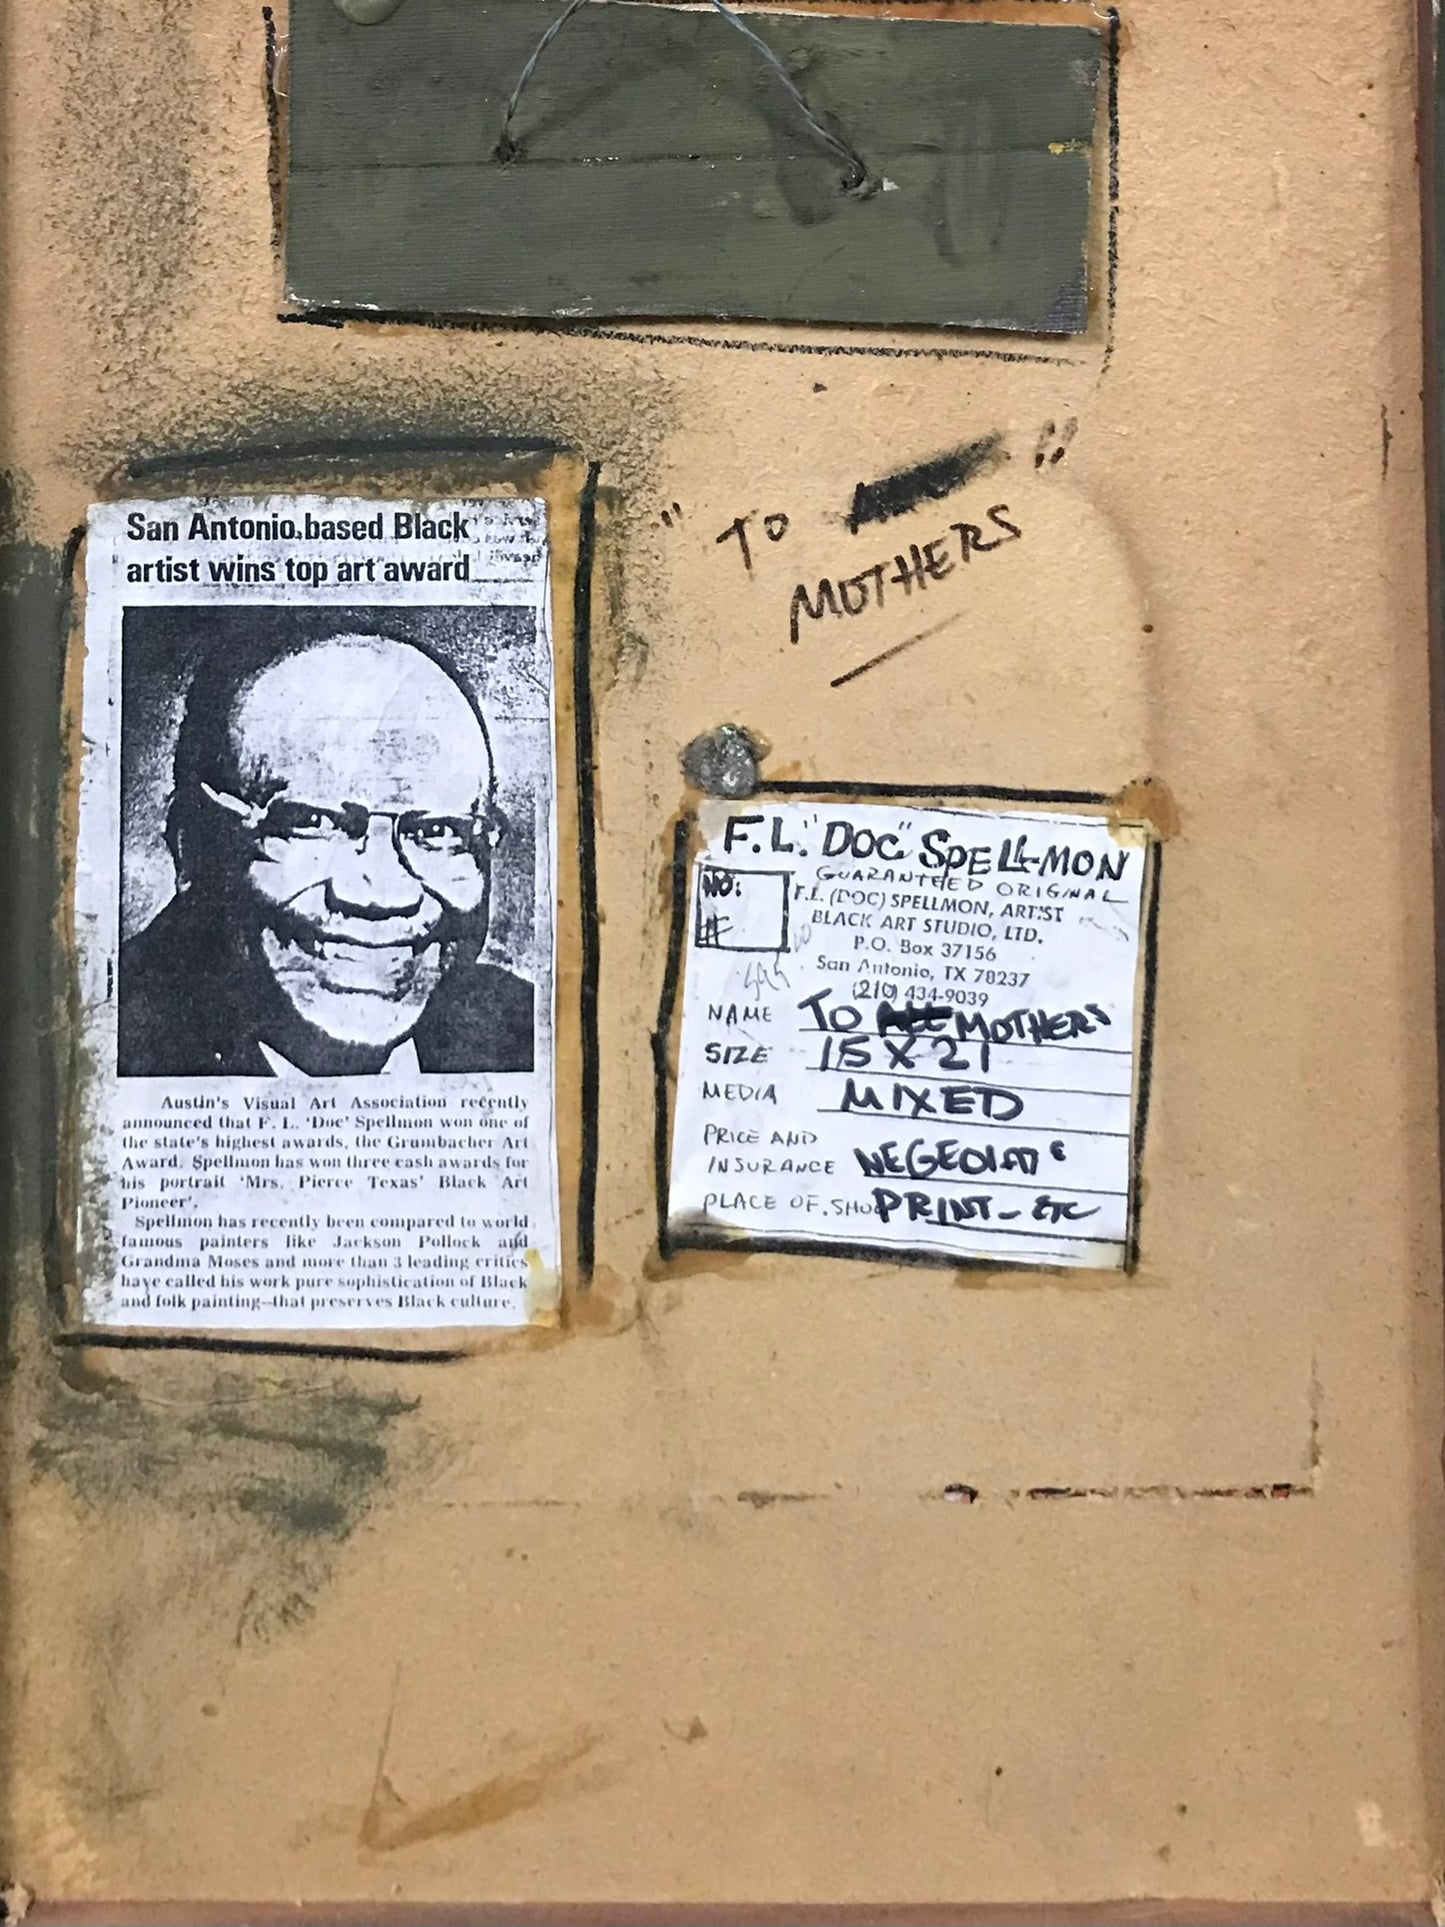 " TO "
MOTHERS
San Antonio-based Black
artist wins top art award
Austin's Visual Art Association recently
announced that F. L. 'Doc' Spellmon won one of
the state's highest awards, the Grumbacher Art
Award. Spellmon has won three cash awards for
his portrait 'Mrs. Pierce Texas' Black Art
Pioneer'.
Spellmon has recently been compared to world
famous painters like Jackson Pollock and
Grandma Moses and more than 3 leading critics
have called his work pure sophistication of Black
and folk painting--that preserves Black culture.
F.L. "DOC" SPELLMON
GUARANTEED ORIGINAL
NO:
#
F.L. (DOC) SPELLMON, ARTIST
BLACK ART STUDIO, LTD.
P.O. Box 37156
San Antonio, TX 78237
(210) 434-9039
NAME TO ALL MOTHERS
SIZE 15 X 21
MEDIA MIXED
PRICE AND
INSURANCE
PLACE OF PRINT- ETC